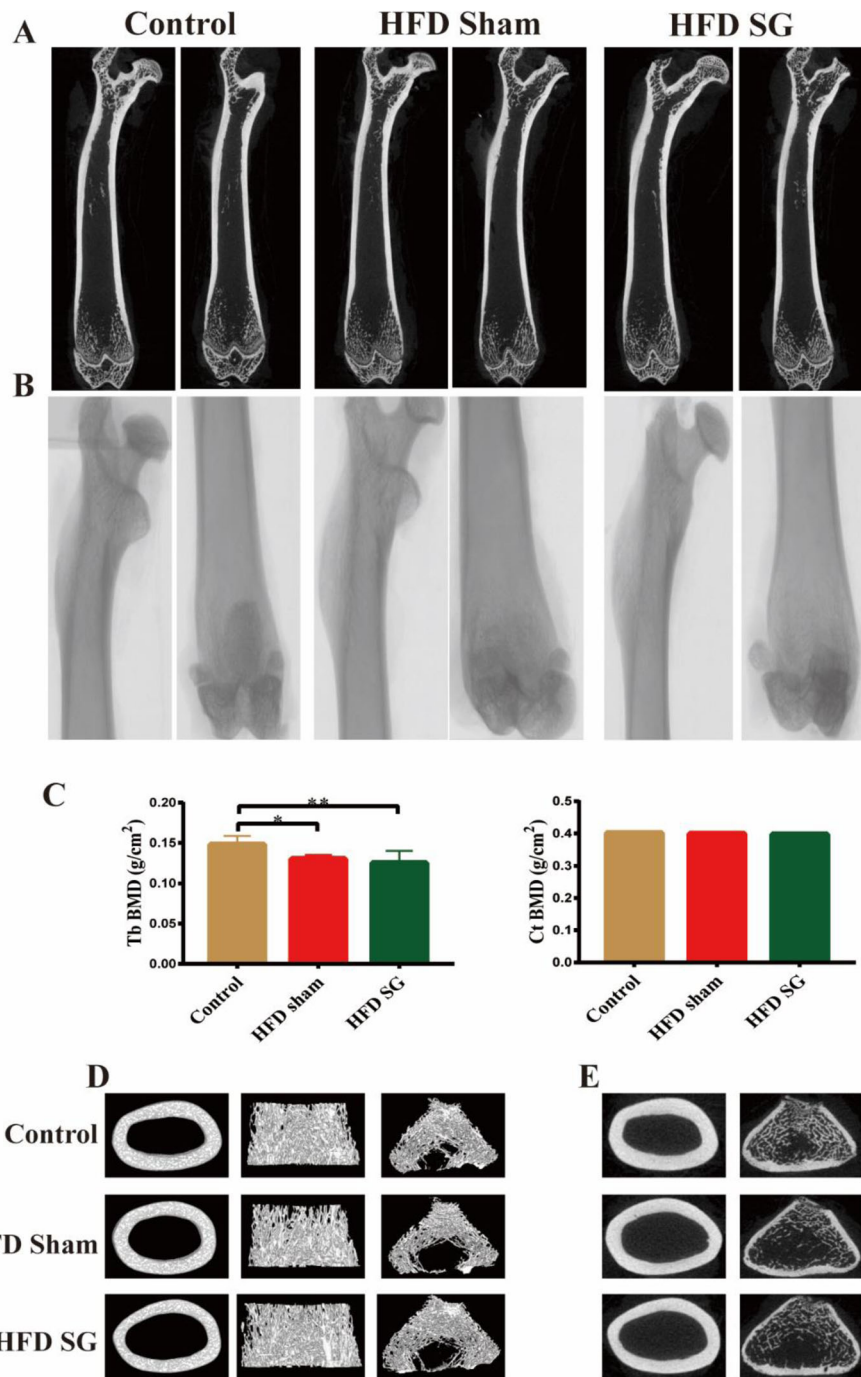 A
Control
HFD Sham
HFD SG
B
C
0.20
0.15
0.10
0.05
0.00
Tb BMD (g/cm²)
*
**
Control
HFD sham
HFD SG
0.5
0.4
0.3
0.2
0.1
0.0
Ct BMD (g/cm²)
Control
HFD sham
HFD SG
D
E
Control
FD Sham
HFD SG